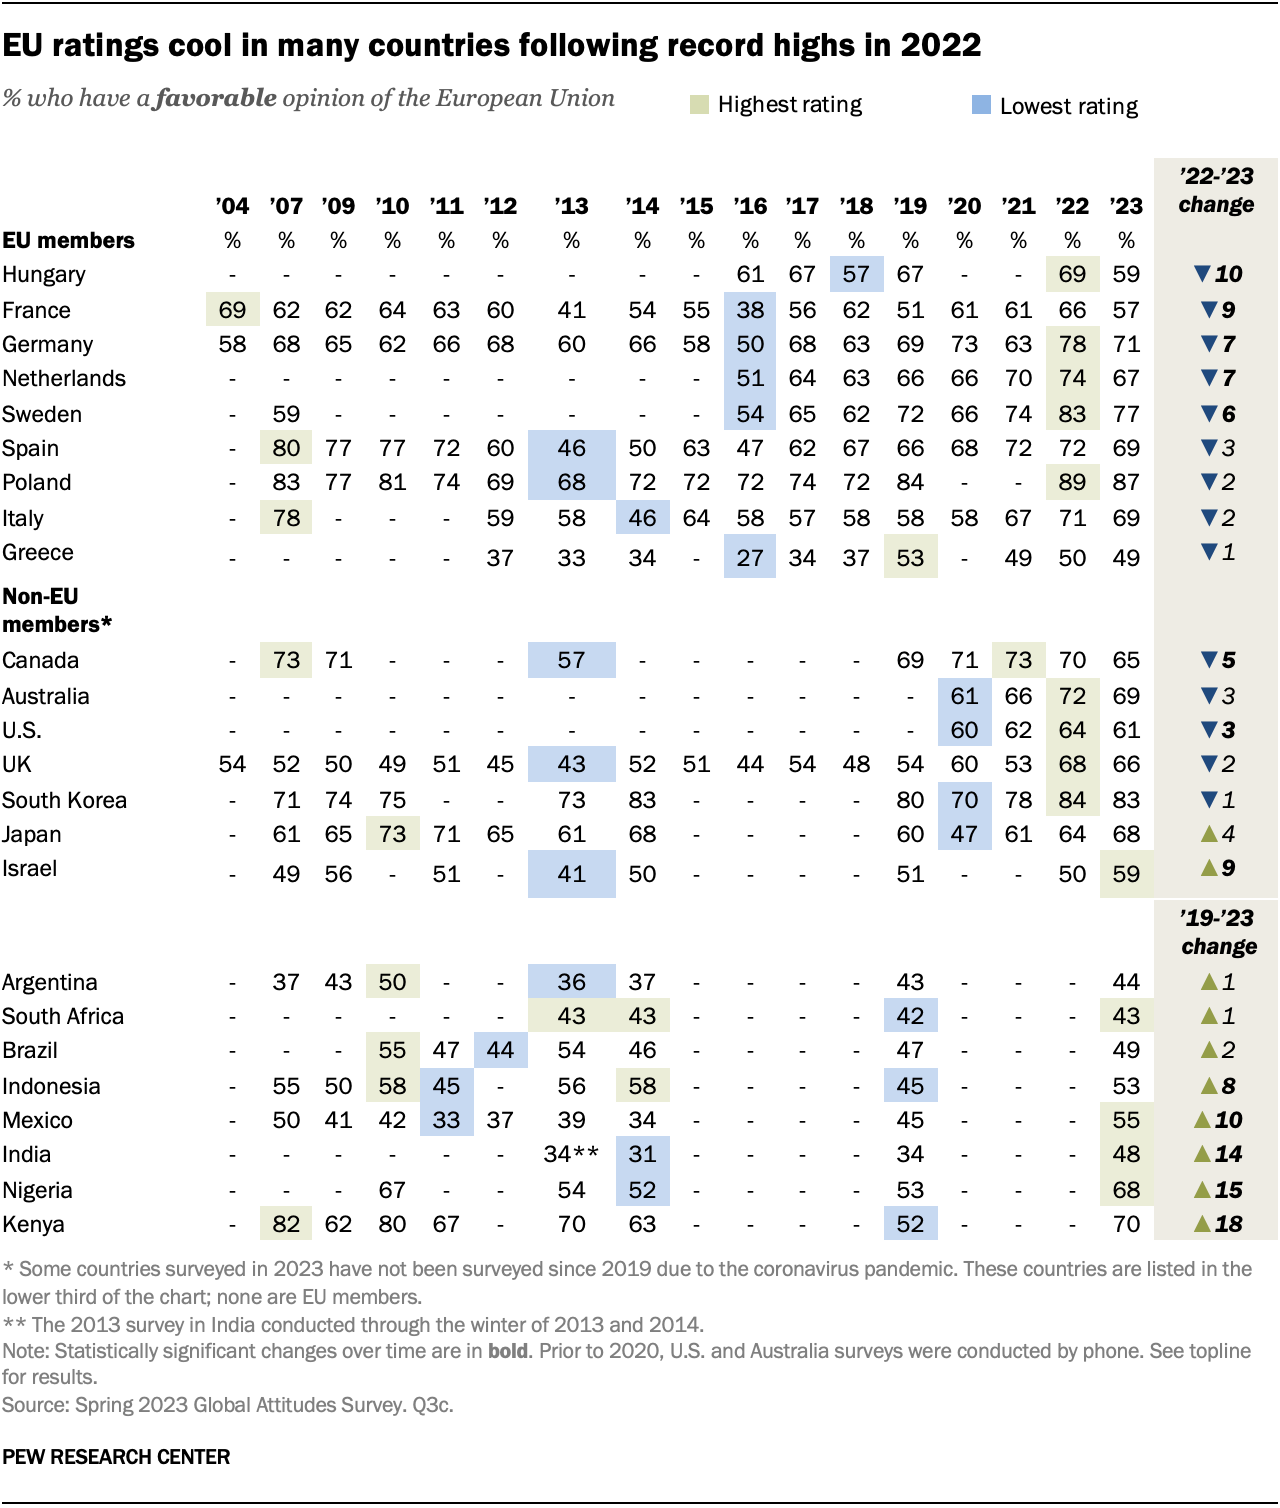 EU ratings cool in many countries following record highs in 2022
% who have a favorable opinion of the European Union
Highest rating
Lowest rating
’22-’23
change
’04 ’07 ’09 ’10 ’11 ’12 ’13 ’14 ’15 ’16 ’17 ’18 ’19 ’20 ’21 ’22 ’23
EU members % % % % % % % % % % % % % % % % %
Hungary - - - - - - - - - 61 67 57 67 - - 69 59 ▼10
France 69 62 62 64 63 60 41 54 55 38 56 62 51 61 61 66 57 ▼9
Germany 58 68 65 62 66 68 60 66 58 50 68 63 69 73 63 78 71 ▼7
Netherlands - - - - - - - - - 51 64 63 66 66 70 74 67 ▼7
Sweden - 59 - - - - - - - 54 65 62 72 66 74 83 77 ▼6
Spain - 80 77 77 72 60 46 50 63 47 62 67 66 68 72 72 69 ▼3
Poland - 83 77 81 74 69 68 72 72 72 74 72 84 - - 89 87 ▼2
Italy - 78 - - - 59 58 46 64 58 57 58 58 58 67 71 69 ▼2
Greece - - - - - 37 33 34 - 27 34 37 53 - 49 50 49 ▼1
Non-EU
members*
Canada - 73 71 - - - 57 - - - - - 69 71 73 70 65 ▼5
Australia - - - - - - - - - - - - - 61 66 72 69 ▼3
U.S. - - - - - - - - - - - - - 60 62 64 61 ▼3
UK 54 52 50 49 51 45 43 52 51 44 54 48 54 60 53 68 66 ▼2
South Korea - 71 74 75 - - 73 83 - - - - 80 70 78 84 83 ▼1
Japan - 61 65 73 71 65 61 68 - - - - 60 47 61 64 68 ▲4
Israel - 49 56 - 51 - 41 50 - - - - 51 - - 50 59 ▲9
’19-’23
change
Argentina - 37 43 50 - - 36 37 - - - - 43 - - - 44 ▲1
South Africa - - - - - - 43 43 - - - - 42 - - - 43 ▲1
Brazil - - - 55 47 44 54 46 - - - - 47 - - - 49 ▲2
Indonesia - 55 50 58 45 - 56 58 - - - - 45 - - - 53 ▲8
Mexico - 50 41 42 33 37 39 34 - - - - 45 - - - 55 ▲10
India - - - - - - 34** 31 - - - - 34 - - - 48 ▲14
Nigeria - - - 67 - - 54 52 - - - - 53 - - - 68 ▲15
Kenya - 82 62 80 67 - 70 63 - - - - 52 - - - 70 ▲18
* Some countries surveyed in 2023 have not been surveyed since 2019 due to the coronavirus pandemic. These countries are listed in the
lower third of the chart; none are EU members.
** The 2013 survey in India conducted through the winter of 2013 and 2014.
Note: Statistically significant changes over time are in bold. Prior to 2020, U.S. and Australia surveys were conducted by phone. See topline
for results.
Source: Spring 2023 Global Attitudes Survey. Q3c.
PEW RESEARCH CENTER